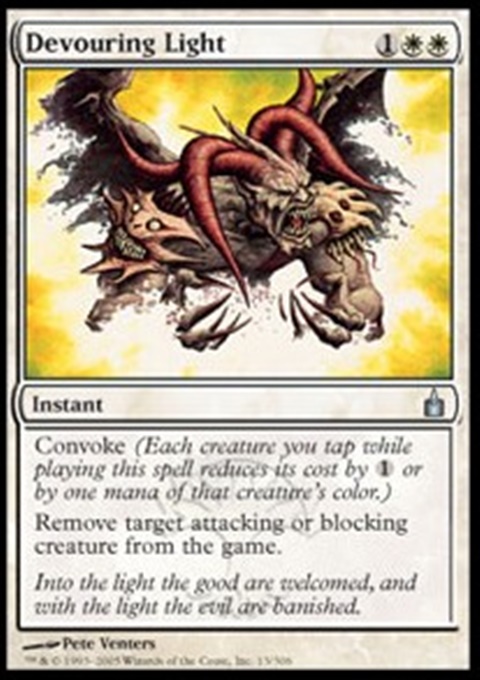 Devouring Light 1
Instant
Convoke (Each creature you tap while
playing this spell reduces its cost by 1 or
by one mana of that creature's color.)
Remove target attacking or blocking
creature from the game.
Into the light the good are welcomed, and
with the light the evil are banished.
Pete Venters
™ & © 1993–2005 Wizards of the Coast, Inc. 13/306